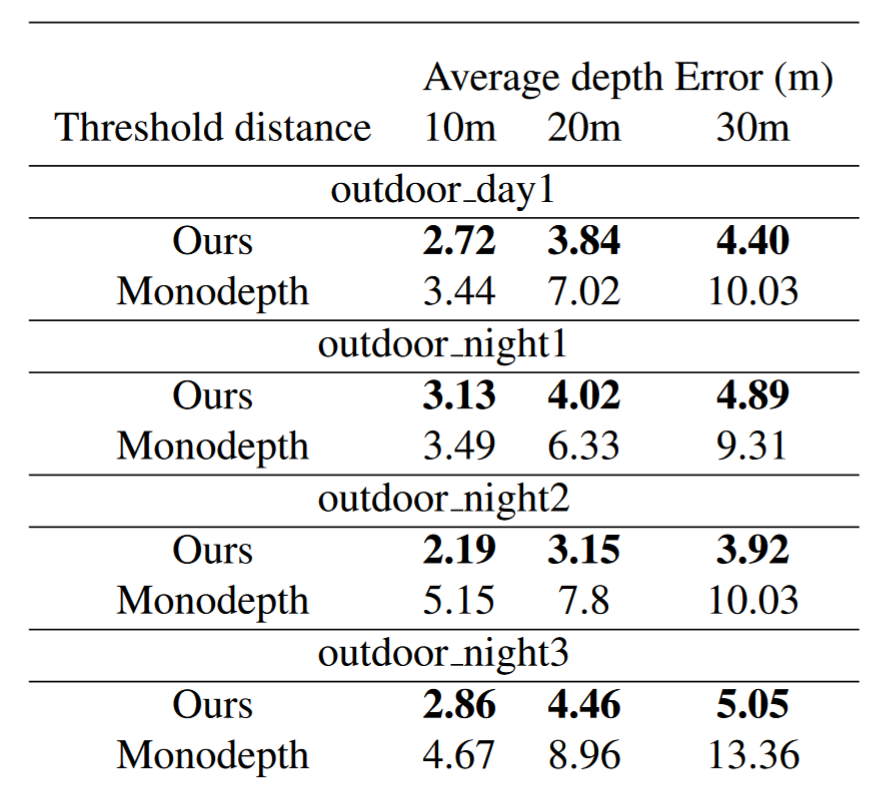 Average depth Error (m)
Threshold distance 10m 20m 30m
outdoor_day1
Ours 2.72 3.84 4.40
Monodepth 3.44 7.02 10.03
outdoor_night1
Ours 3.13 4.02 4.89
Monodepth 3.49 6.33 9.31
outdoor_night2
Ours 2.19 3.15 3.92
Monodepth 5.15 7.8 10.03
outdoor_night3
Ours 2.86 4.46 5.05
Monodepth 4.67 8.96 13.36